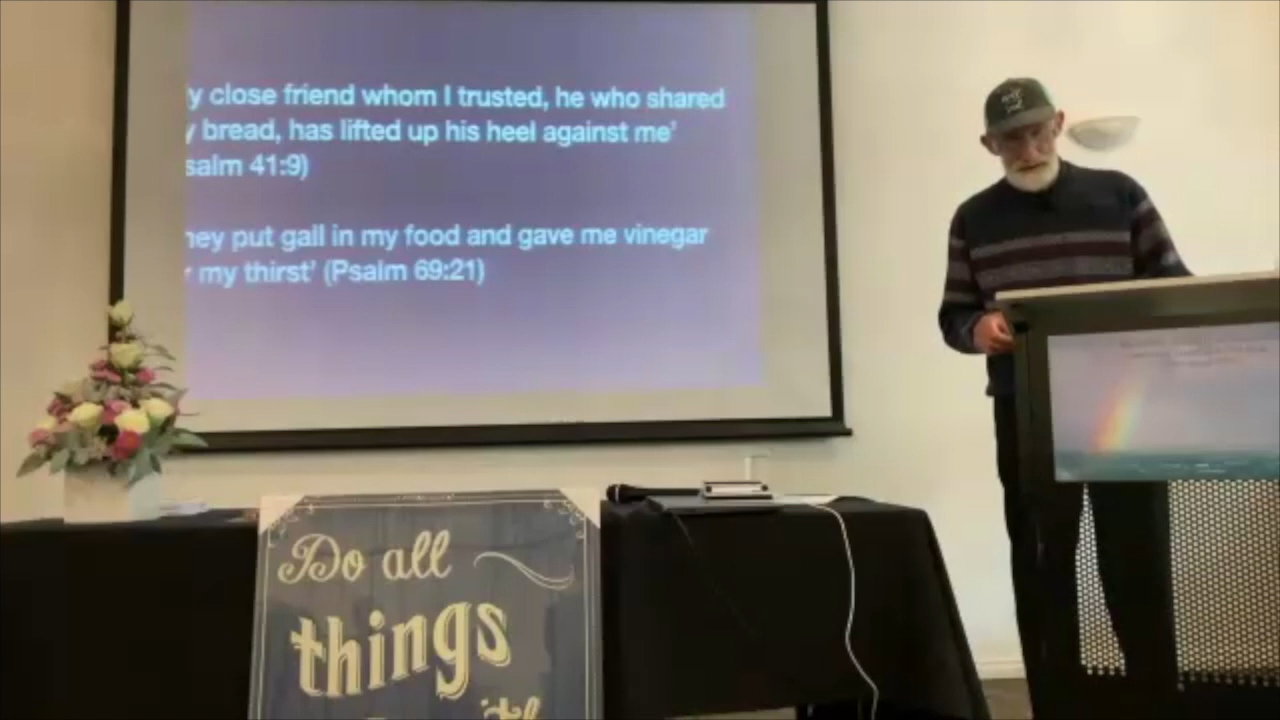 y close friend whom I trusted, he who shared
y bread, has lifted up his heel against me’
salm 41:9)
hey put gall in my food and gave me vinegar
r my thirst’ (Psalm 69:21)
Do all
things